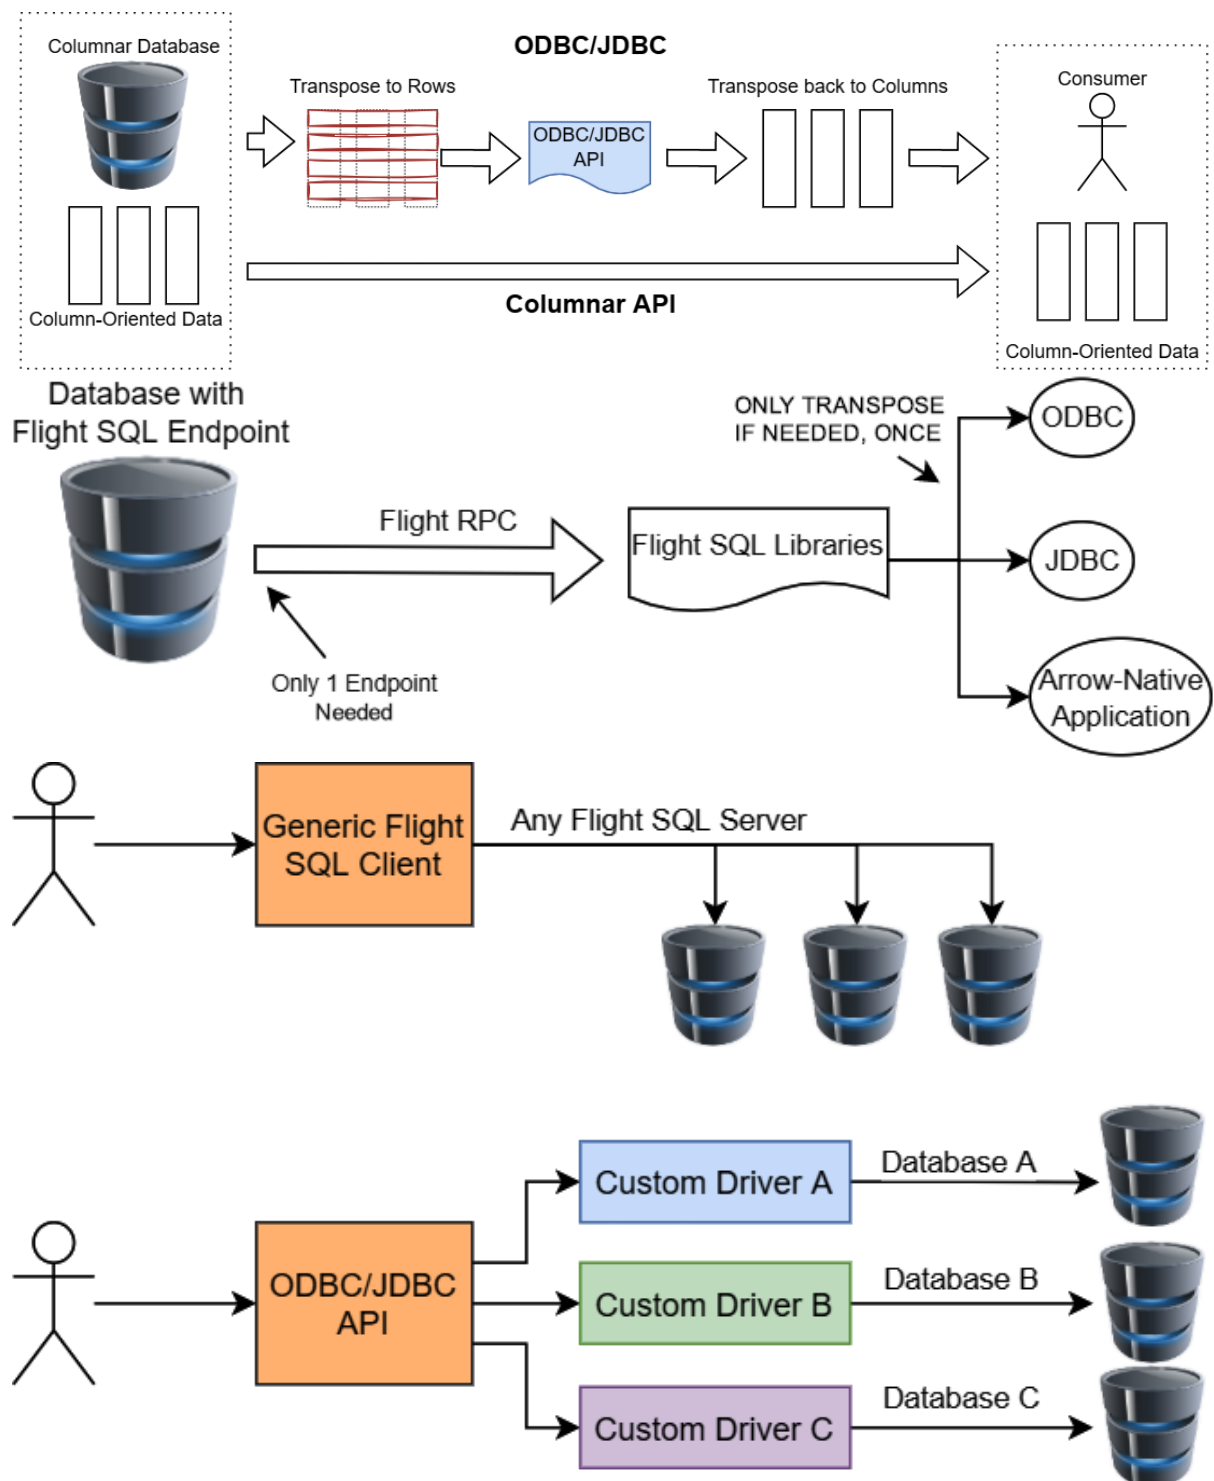 Columnar Database
ODBC/JDBC
Transpose to Rows
Transpose back to Columns
Consumer
ODBC/JDBC
API
Column-Oriented Data
Columnar API
Column-Oriented Data
Database with
Flight SQL Endpoint
ONLY TRANSPOSE
IF NEEDED, ONCE
ODBC
Flight RPC
Flight SQL Libraries
JDBC
Only 1 Endpoint
Needed
Arrow-Native
Application
Generic Flight
SQL Client
Any Flight SQL Server
ODBC/JDBC
API
Custom Driver A
Database A
Custom Driver B
Database B
Custom Driver C
Database C